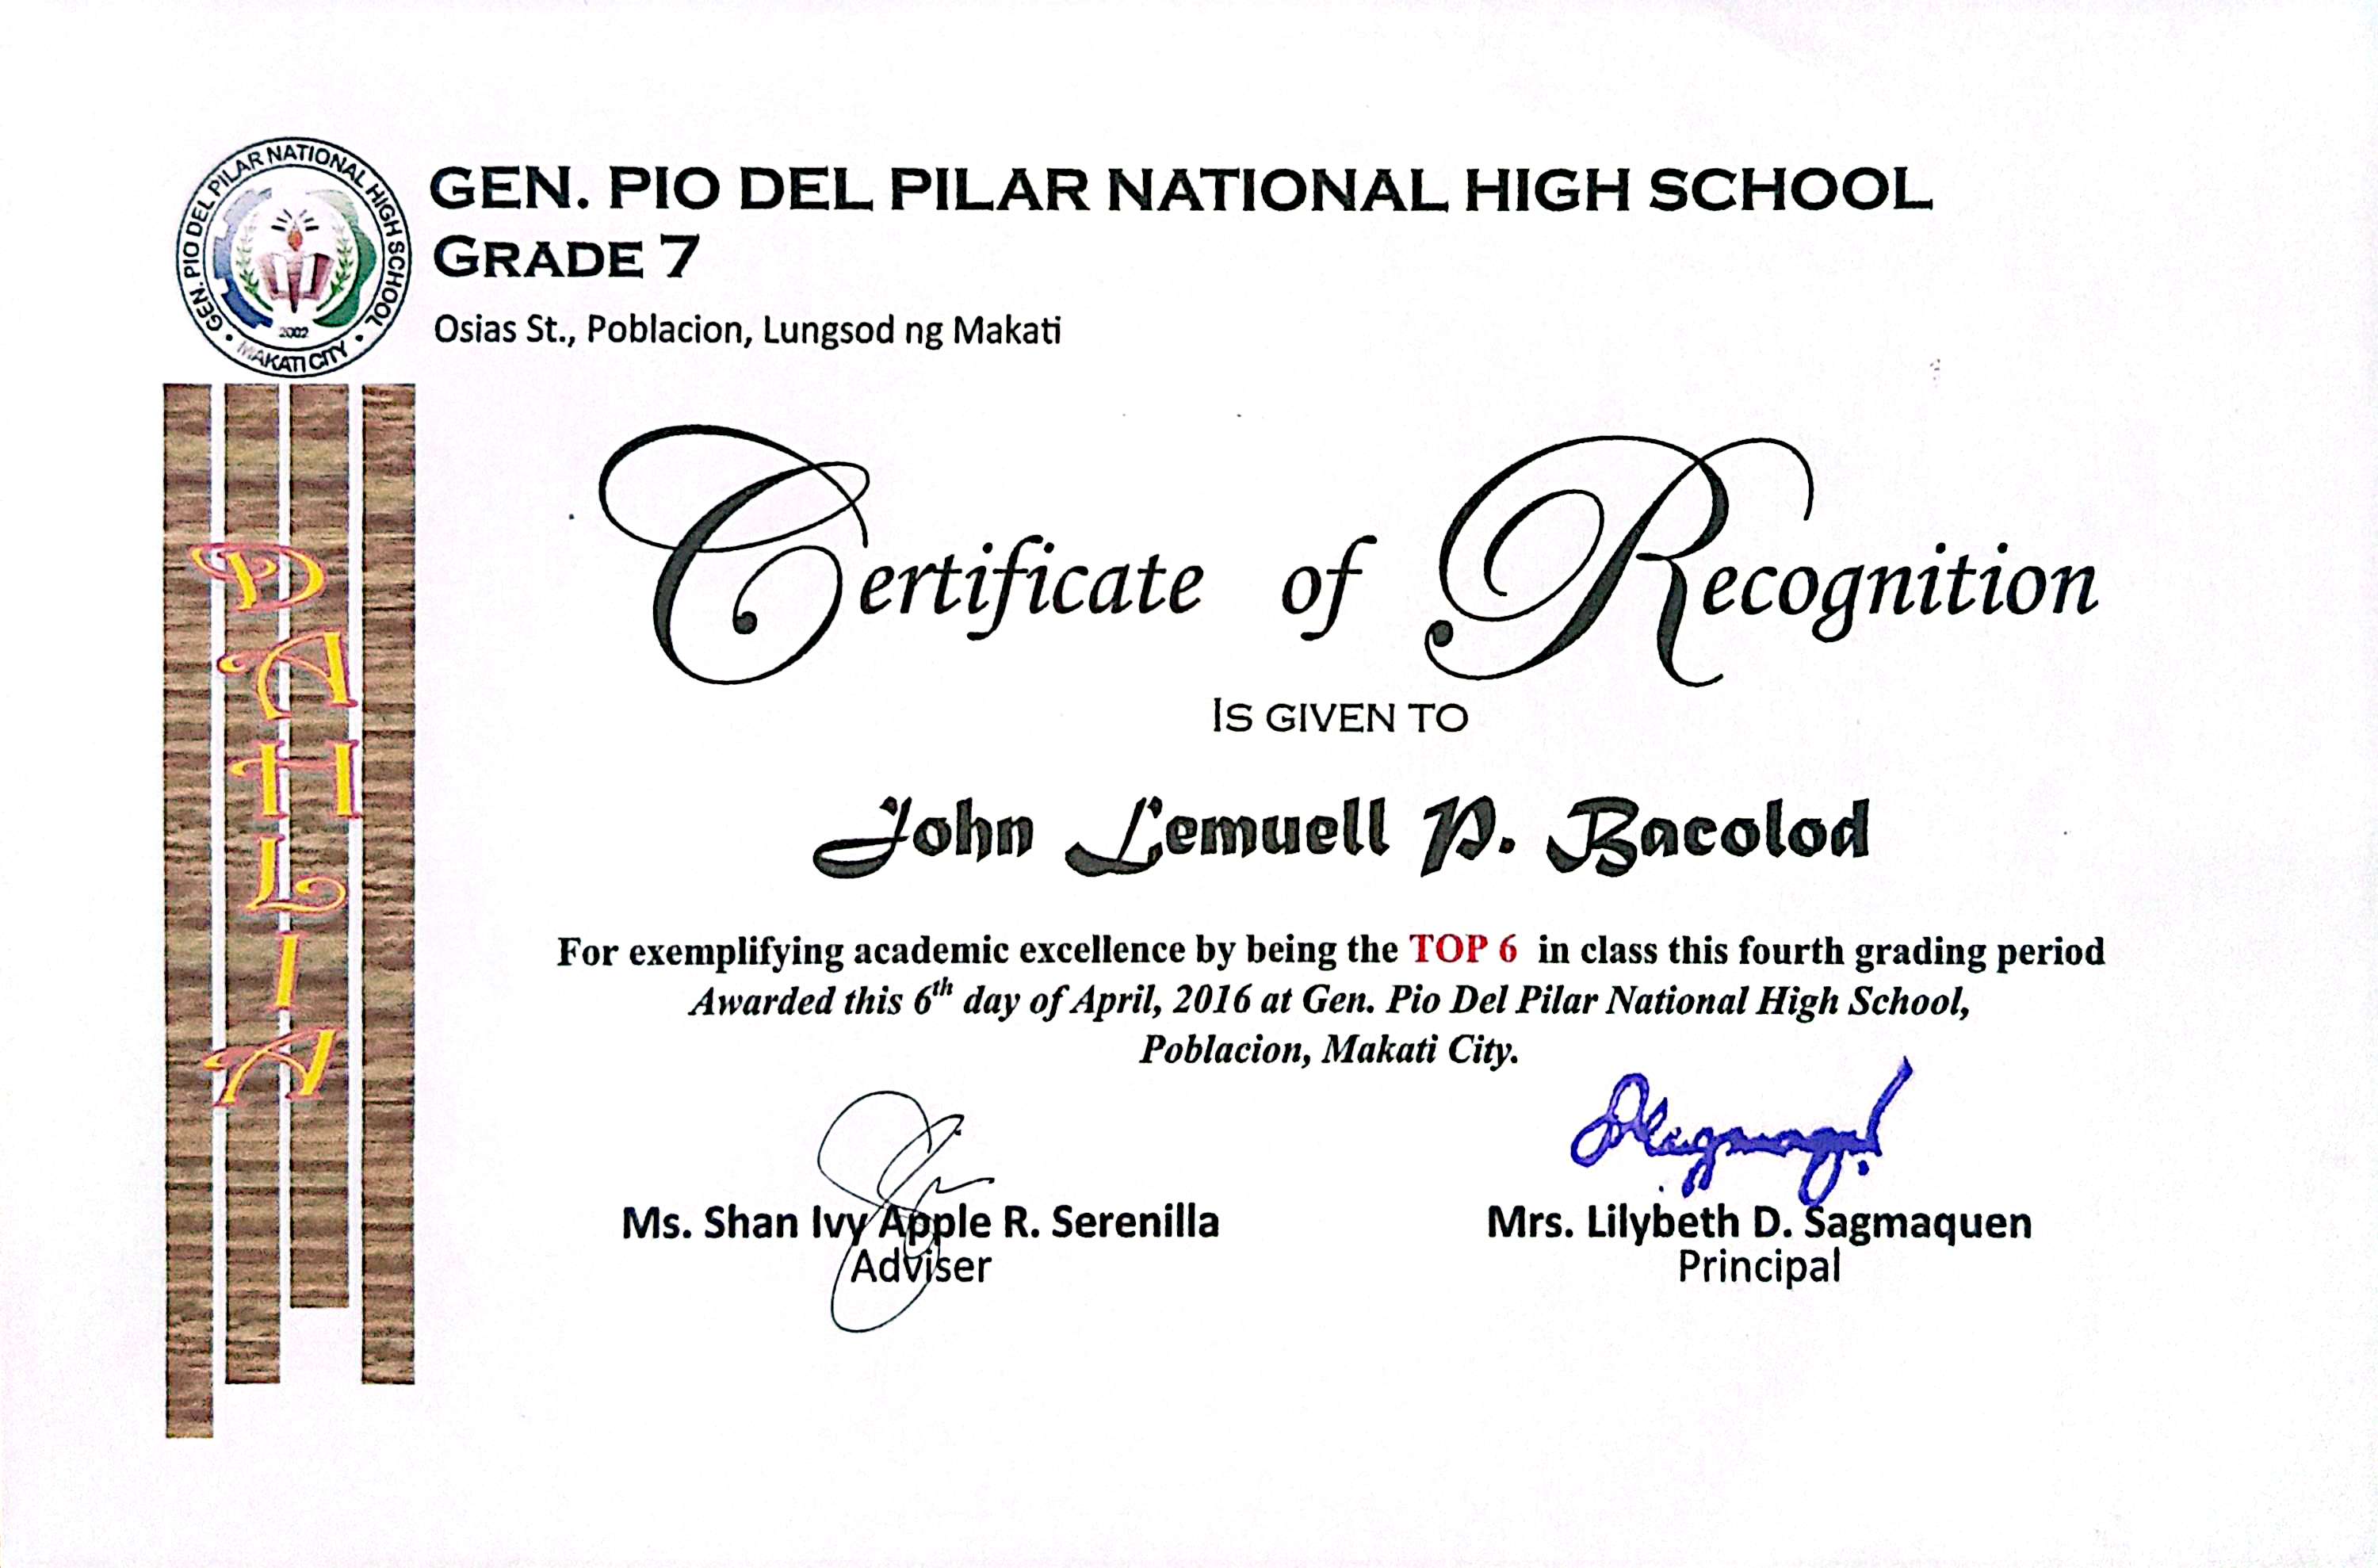 GEN. PIO DEL PILAR NATIONAL HIGH SCHOOL
MAKATI CITY
2002
GEN. PIO DEL PILAR NATIONAL HIGH SCHOOL
GRADE 7
Osias St., Poblacion, Lungsod ng Makati
DAHLIA
Certificate of Recognition
IS GIVEN TO
John Lemuell P. Bacolod
For exemplifying academic excellence by being the TOP 6 in class this fourth grading period
Awarded this 6th day of April, 2016 at Gen. Pio Del Pilar National High School,
Poblacion, Makati City.
Ms. Shan Ivy Apple R. Serenilla
Adviser
Mrs. Lilybeth D. Sagmaquen
Principal